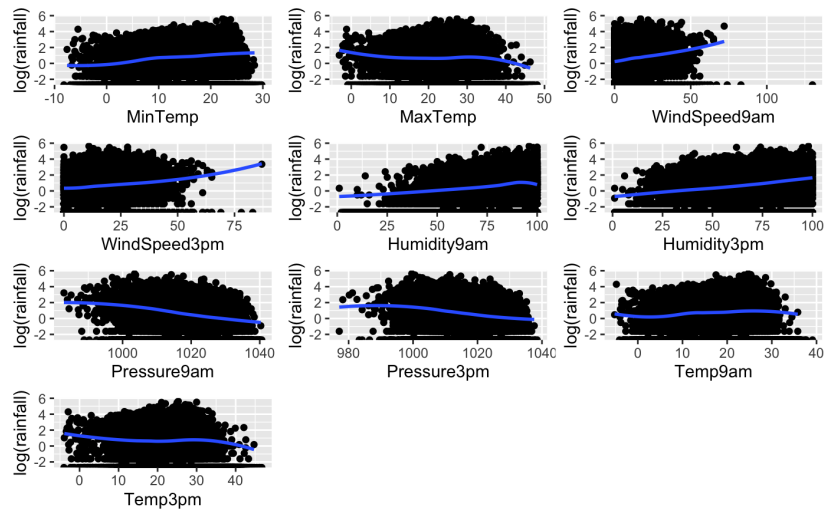 log(rainfall)
6
4
2
0
-2
-10 0 10 20 30
MinTemp
log(rainfall)
6
4
2
0
-2
0 10 20 30 40 50
MaxTemp
log(rainfall)
6
4
2
0
-2
0 50 100
WindSpeed9am
log(rainfall)
6
4
2
0
-2
0 25 50 75
WindSpeed3pm
log(rainfall)
6
4
2
0
-2
0 25 50 75 100
Humidity9am
log(rainfall)
6
4
2
0
-2
0 25 50 75 100
Humidity3pm
log(rainfall)
6
4
2
0
-2
1000 1020 1040
Pressure9am
log(rainfall)
6
4
2
0
-2
980 1000 1020 1040
Pressure3pm
log(rainfall)
6
4
2
0
-2
0 10 20 30 40
Temp9am
log(rainfall)
6
4
2
0
-2
0 10 20 30 40
Temp3pm